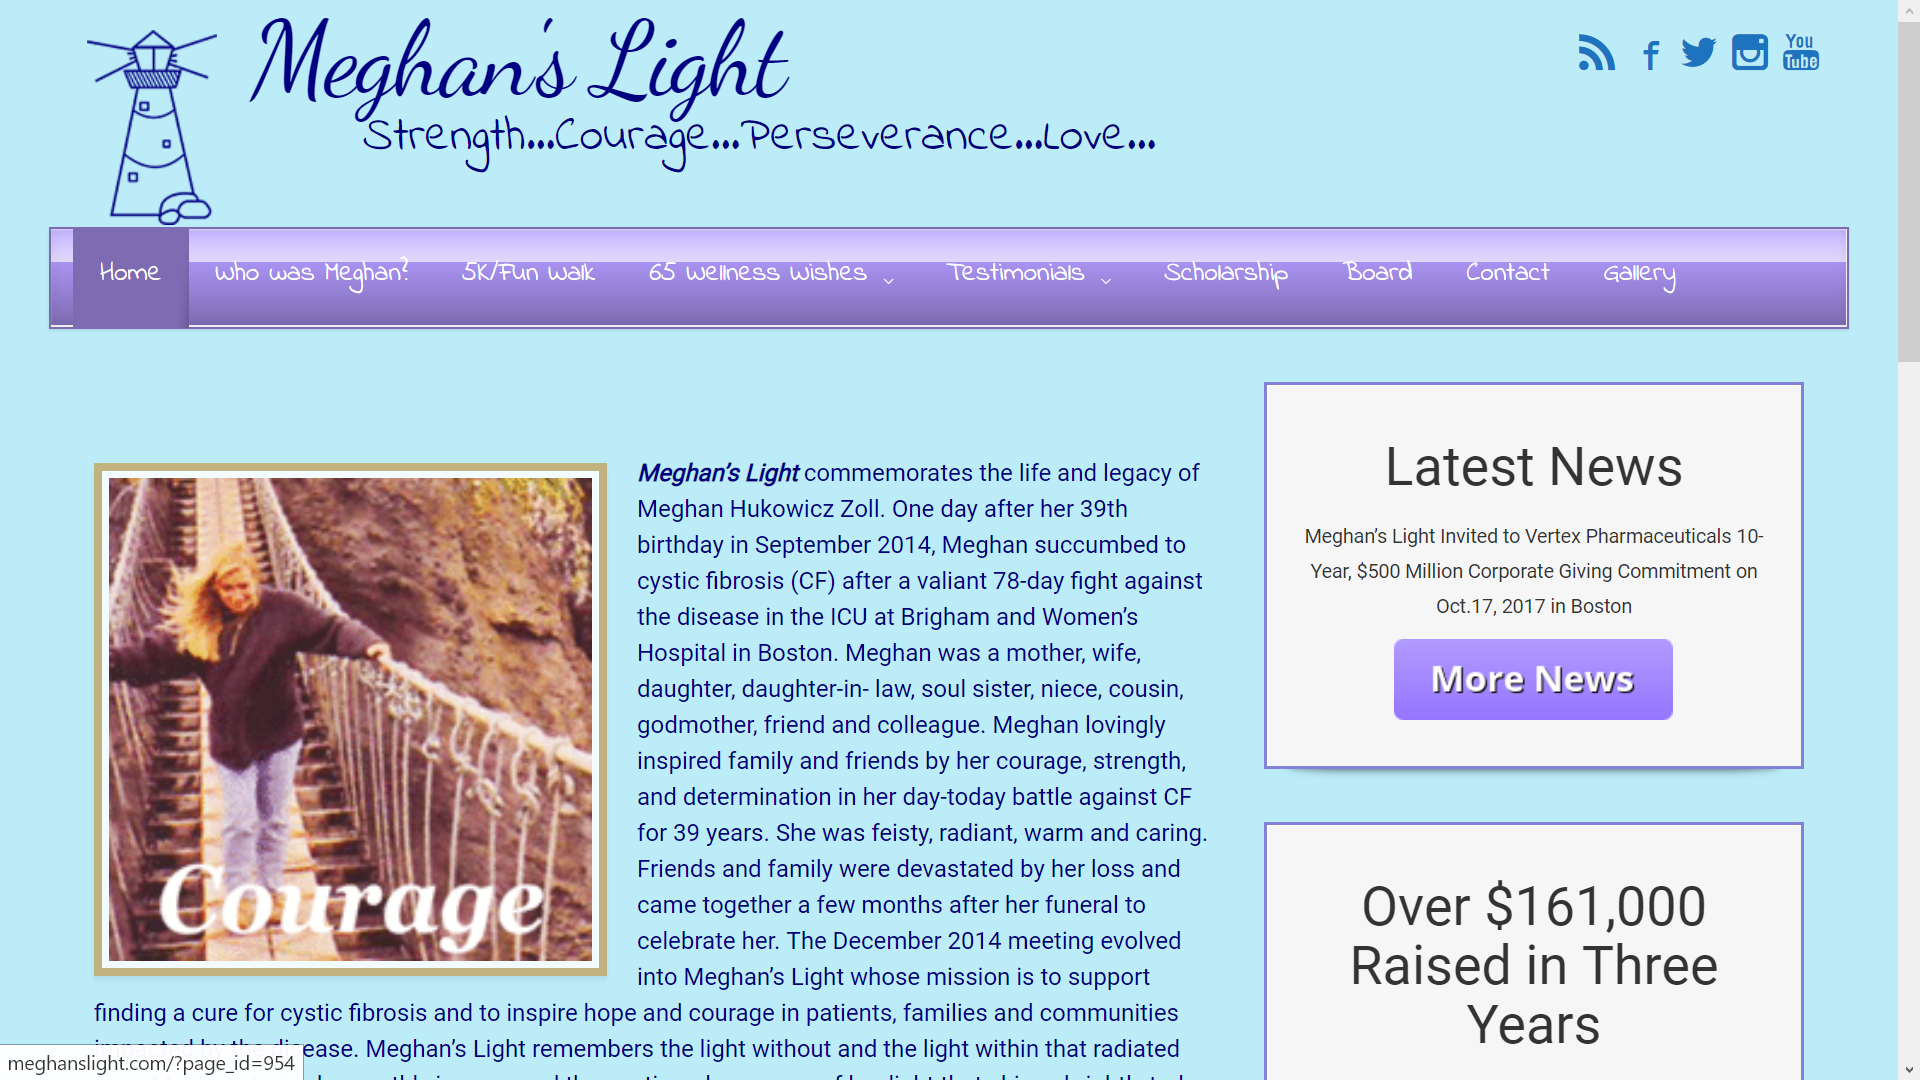 Meghan's Light
Strength...Courage...Perseverance...Love...
You
Tube
Home
Who was Meghan?
5K/Fun Walk
65 Wellness Wishes
Testimonials
Scholarship
Board
Contact
Gallery
Courage
Meghan’s Light commemorates the life and legacy of
Meghan Hukowicz Zoll. One day after her 39th
birthday in September 2014, Meghan succumbed to
cystic fibrosis (CF) after a valiant 78-day fight against
the disease in the ICU at Brigham and Women’s
Hospital in Boston. Meghan was a mother, wife,
daughter, daughter-in- law, soul sister, niece, cousin,
godmother, friend and colleague. Meghan lovingly
inspired family and friends by her courage, strength,
and determination in her day-today battle against CF
for 39 years. She was feisty, radiant, warm and caring.
Friends and family were devastated by her loss and
came together a few months after her funeral to
celebrate her. The December 2014 meeting evolved
into Meghan’s Light whose mission is to support
finding a cure for cystic fibrosis and to inspire hope and courage in patients, families and communities
impacted by the disease. Meghan’s Light remembers the light without and the light within that radiated
Latest News
Meghan’s Light Invited to Vertex Pharmaceuticals 10-
Year, $500 Million Corporate Giving Commitment on
Oct.17, 2017 in Boston
More News
Over $161,000
Raised in Three
Years
meghanslight.com/?page_id=954